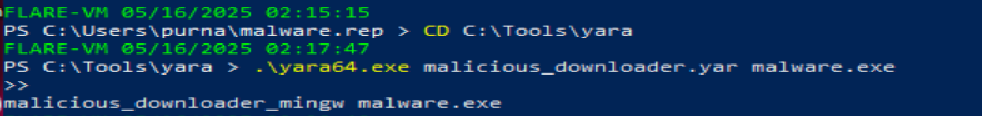 FLARE-VM 05/16/2025 02:15:15
PS C:\Users\purna\malware.rep > CD C:\Tools\yara
FLARE-VM 05/16/2025 02:17:47
PS C:\Tools\yara > .\yara64.exe malicious_downloader.yar malware.exe
>>
malicious_downloader_mingw malware.exe